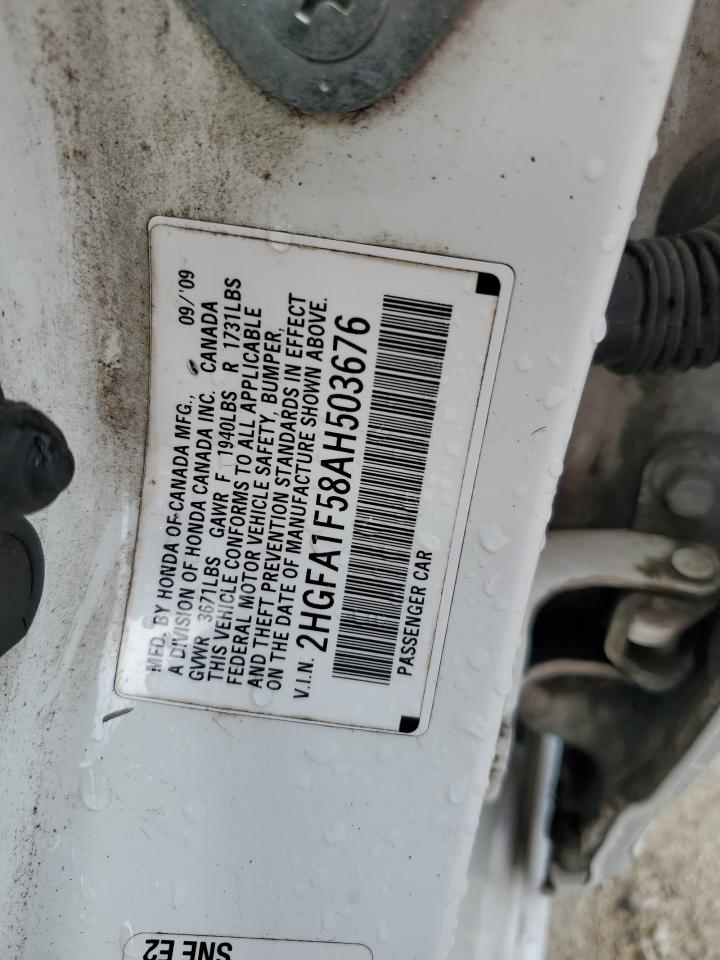 MFD. BY HONDA OF CANADA MFG., 09/'09
A DIVISION OF HONDA CANADA INC. CANADA
GVWR 3671LBS GAWR F 1940LBS R 1731LBS
THIS VEHICLE CONFORMS TO ALL APPLICABLE
FEDERAL MOTOR VEHICLE SAFETY, BUMPER,
AND THEFT PREVENTION STANDARDS IN EFFECT
ON THE DATE OF MANUFACTURE SHOWN ABOVE.
V.I.N. 2HGFA1F58AH503676
PASSENGER CAR
SNE E2